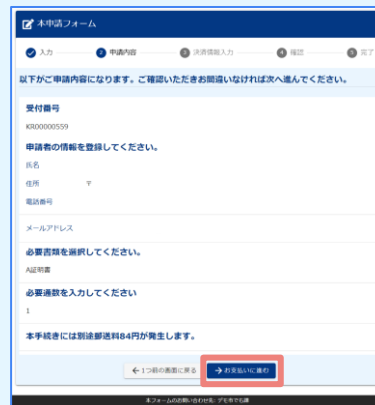 本申請フォーム
入力 2 申請内容 3 決済情報入力 4 確認 5 完了
以下がご申請内容になります。ご確認いただきお間違いなければ次へ進んでください。
受付番号
KR00000559
申請者の情報を登録してください。
氏名
住所 〒
電話番号
メールアドレス
必要書類を選択してください。
A証明書
必要通数を入力してください
1
本手続きには別途郵送料84円が発生します。
←1つ前の画面に戻る →お支払いに進む
本フォームのお問い合わせ先:デモ市でも課